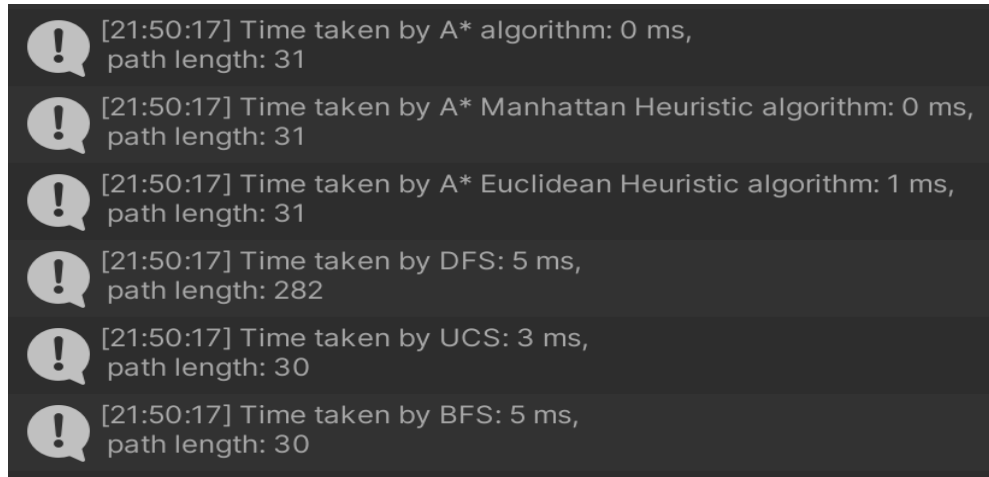 [21:50:17] Time taken by A* algorithm: 0 ms,
path length: 31
[21:50:17] Time taken by A* Manhattan Heuristic algorithm: 0 ms,
path length: 31
[21:50:17] Time taken by A* Euclidean Heuristic algorithm: 1 ms,
path length: 31
[21:50:17] Time taken by DFS: 5 ms,
path length: 282
[21:50:17] Time taken by UCS: 3 ms,
path length: 30
[21:50:17] Time taken by BFS: 5 ms,
path length: 30